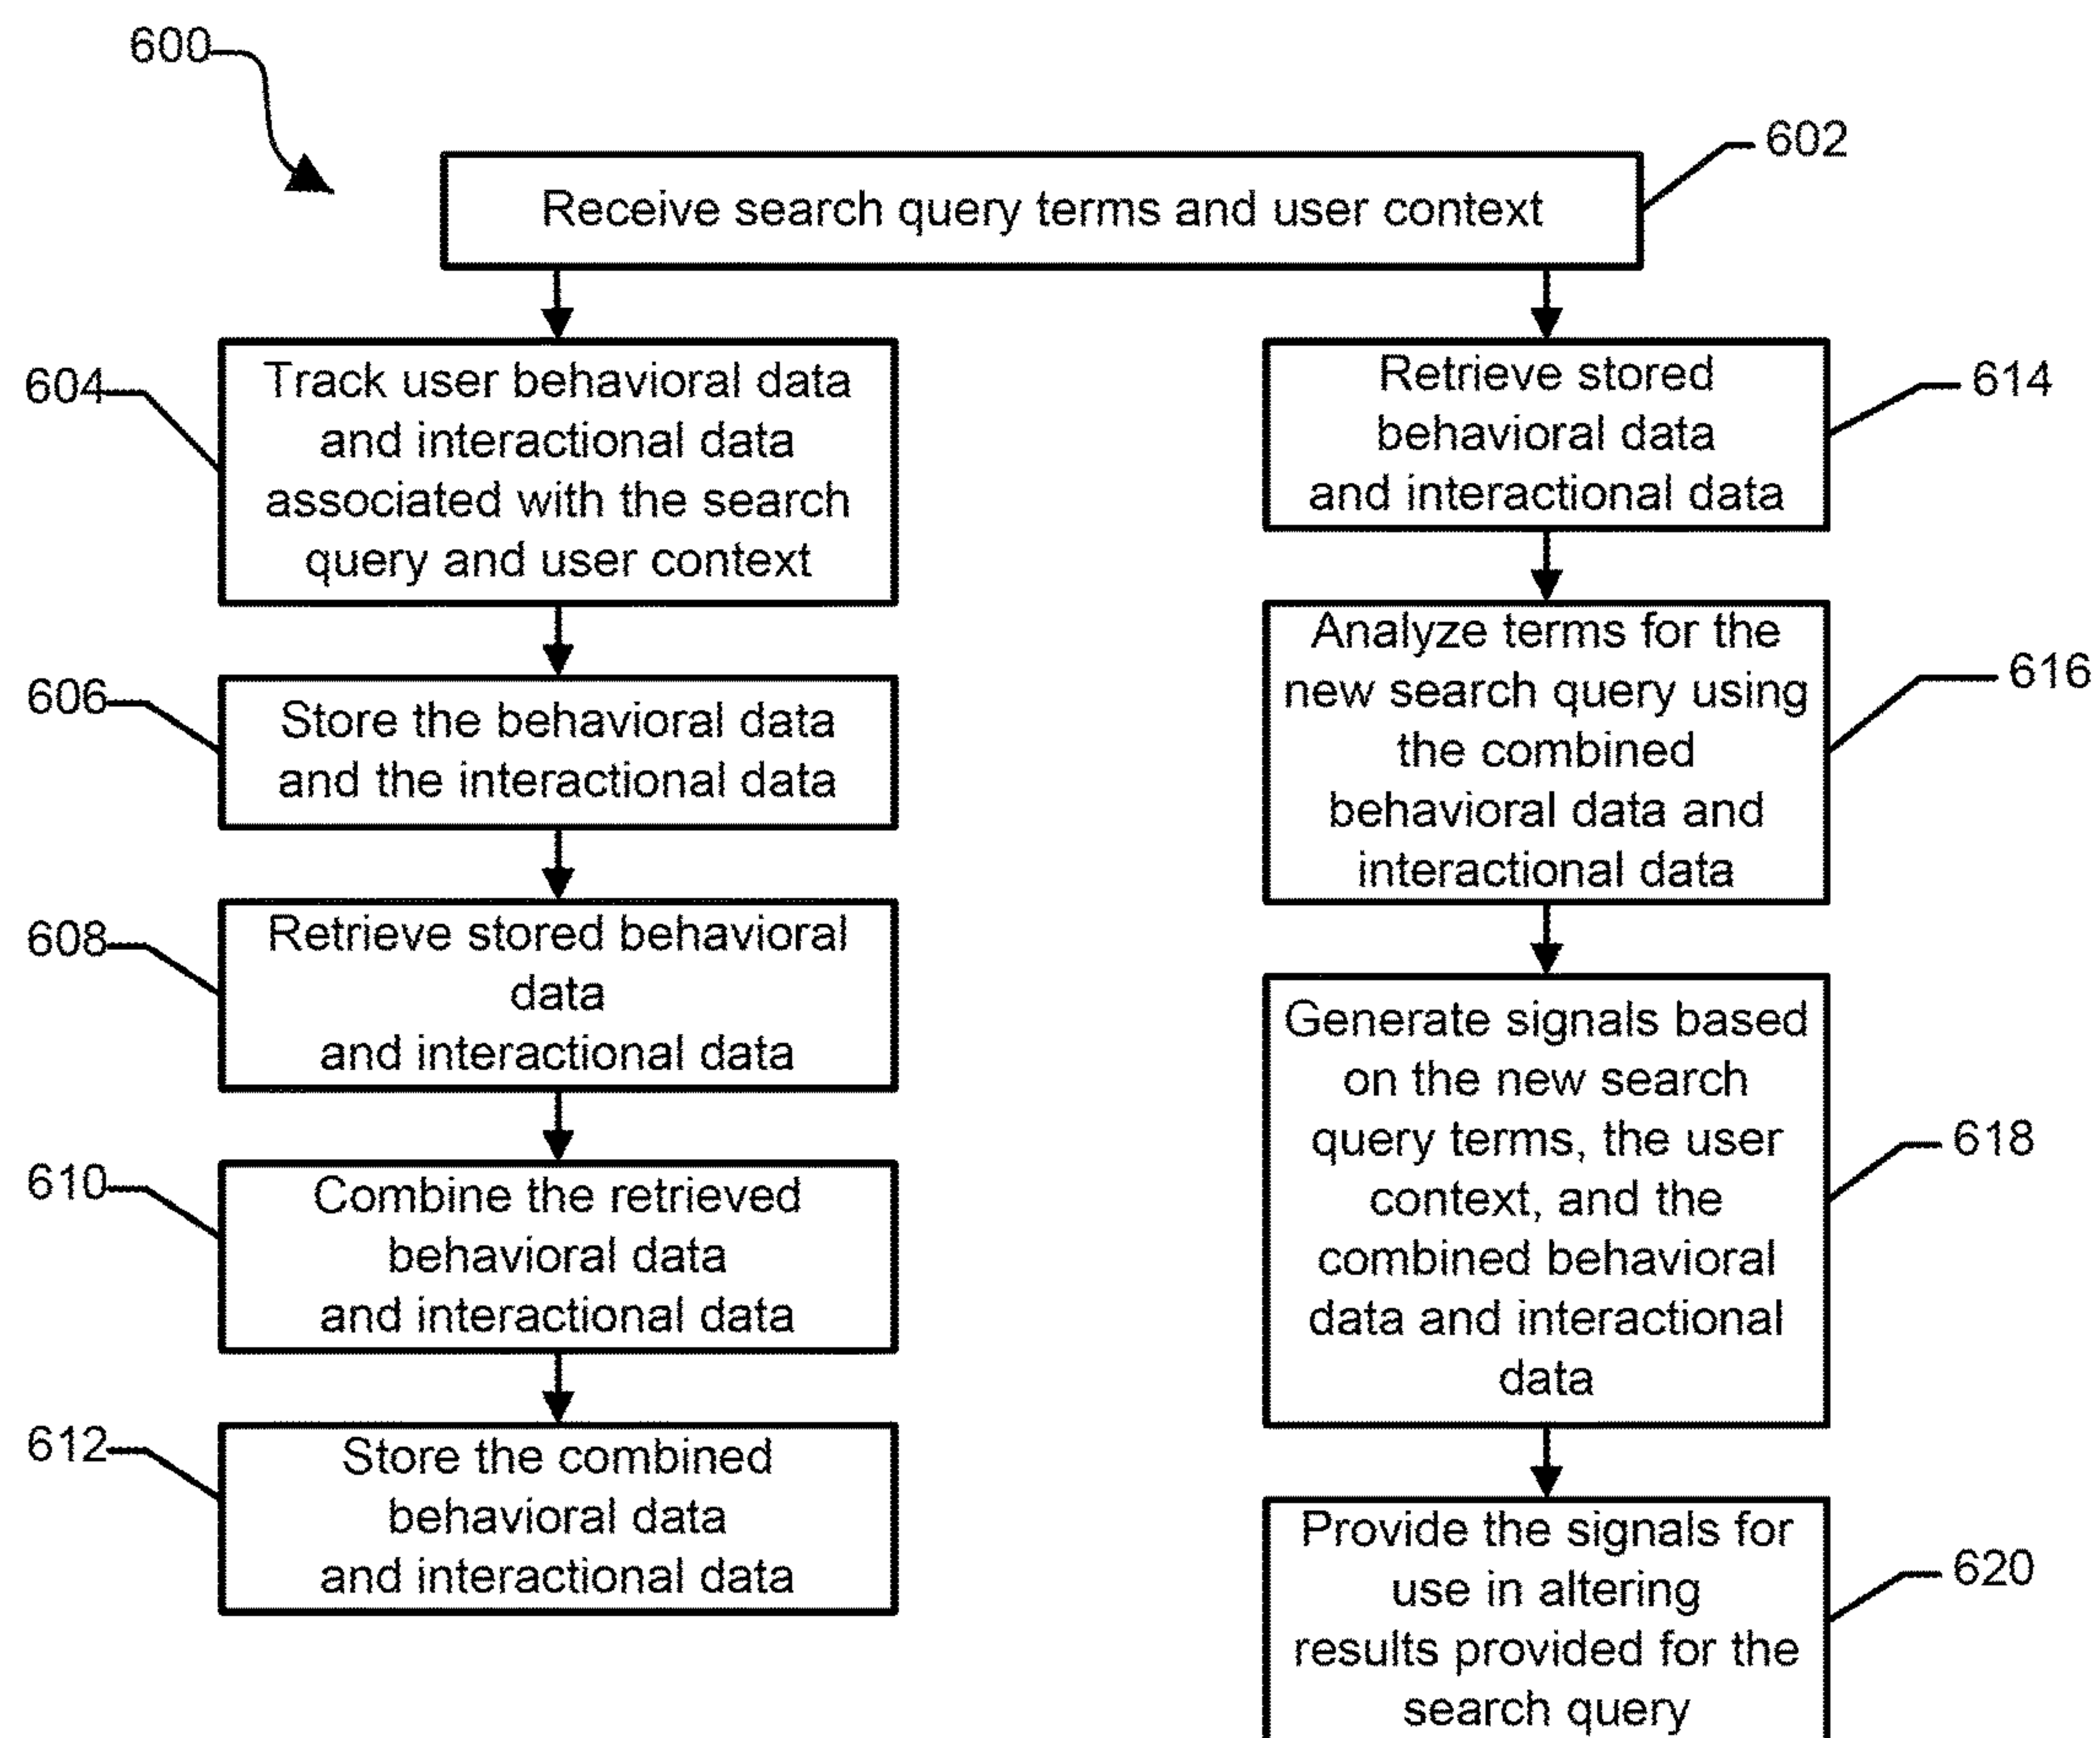 600
602
Receive search query terms and user context
604
Track user behavioral data
and interactional data
associated with the search
query and user context
606
Store the behavioral data
and the interactional data
608
Retrieve stored behavioral
data
and interactional data
610
Combine the retrieved
behavioral data
and interactional data
612
Store the combined
behavioral data
and interactional data
614
Retrieve stored
behavioral data
and interactional data
616
Analyze terms for the
new search query using
the combined
behavioral data and
interactional data
618
Generate signals based
on the new search
query terms, the user
context, and the
combined behavioral
data and interactional
data
620
Provide the signals for
use in altering
results provided for the
search query